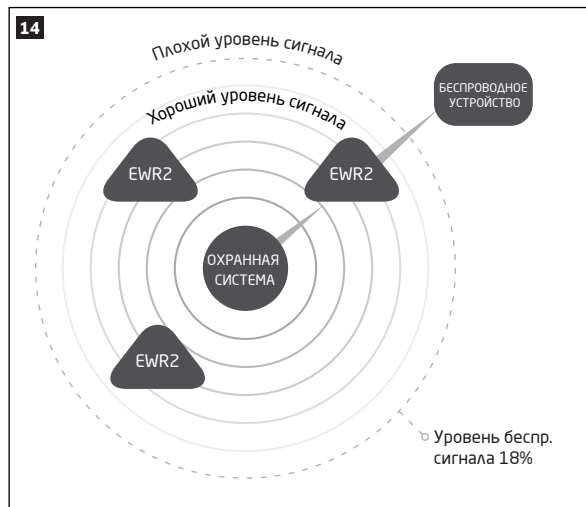 14
Плохой уровень сигнала
Хороший уровень сигнала
БЕСПРОВОДНОЕ
УСТРОЙСТВО
EWR2
EWR2
ОХРАННАЯ
СИСТЕМА
EWR2
Уровень беспр.
сигнала 18%